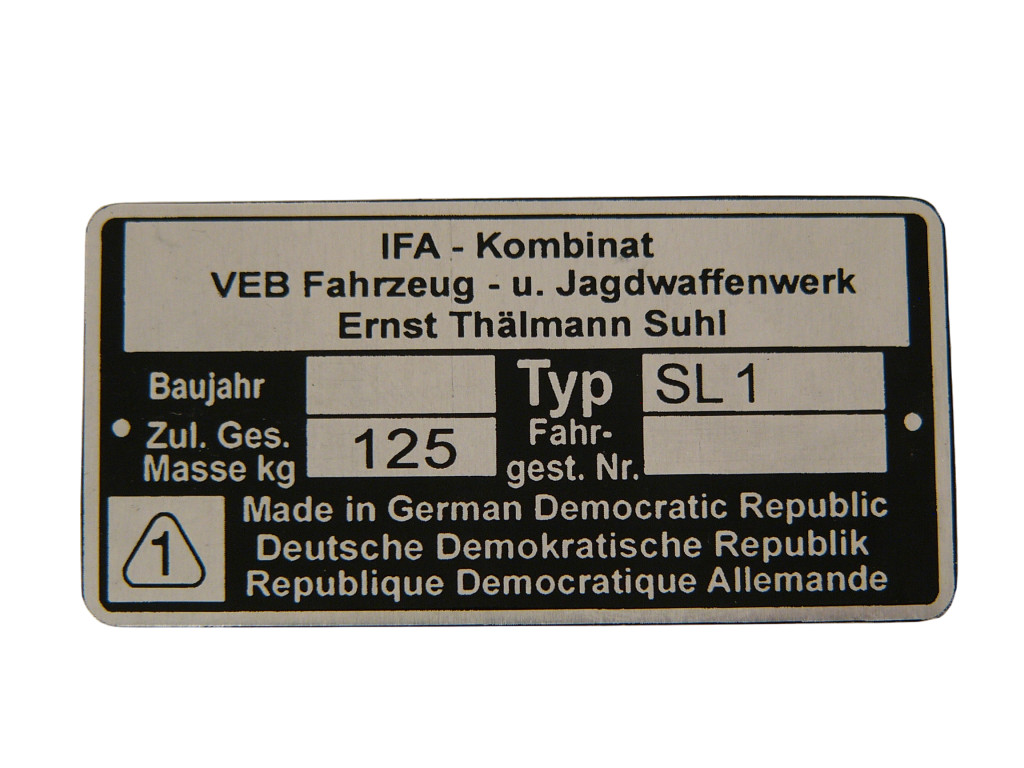 IFA - Kombinat
VEB Fahrzeug - u. Jagdwaffenwerk
Ernst Thälmann Suhl
Baujahr
Typ SL 1
Zul. Ges.
Masse kg
125
Fahr-
gest. Nr.
1
Made in German Democratic Republic
Deutsche Demokratische Republik
Republique Democratique Allemande